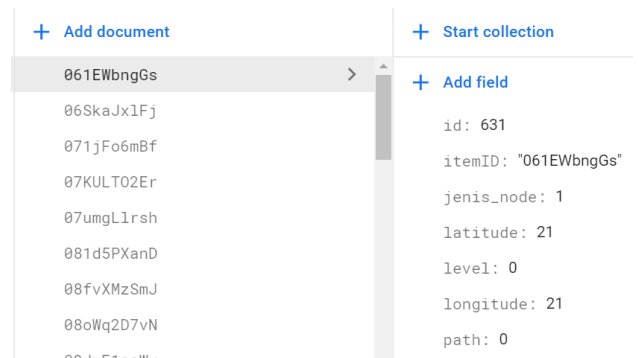 Add document
061EWbngGs
06SkaJxlFj
071jFo6mBf
07KULTO2Er
07umgLlrsh
081d5PXanD
08fvXMzSmJ
08oWq2D7vN
Start collection
Add field
id: 631
itemID: "061EWbngGs"
jenis_node: 1
latitude: 21
level: 0
longitude: 21
path: 0